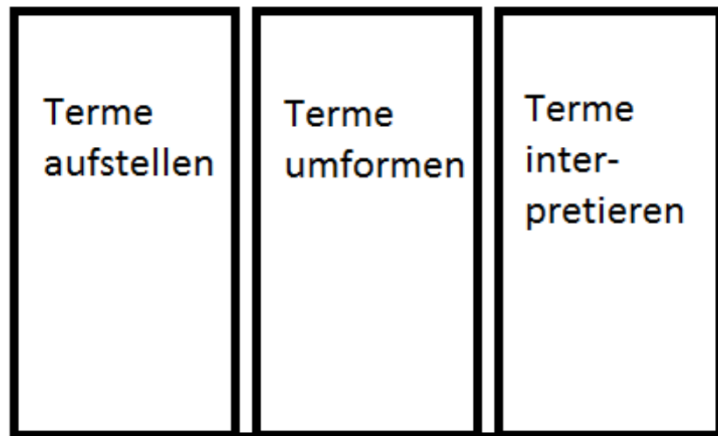 Terme
aufstellen
Terme
umformen
Terme
inter-
pretieren